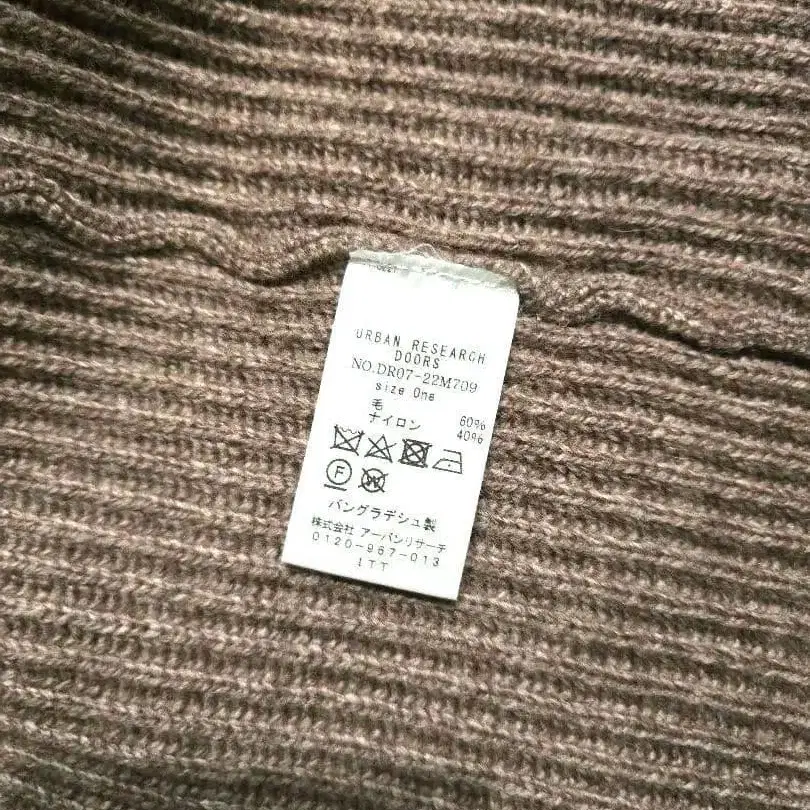 URBAN RESEARCH
DOORS
NO.DR07-22M709
size One
毛 60%
ナイロン 40%
F W
バングラデシュ製
株式会社 アーバンリサーチ
0120-967-013
ITT